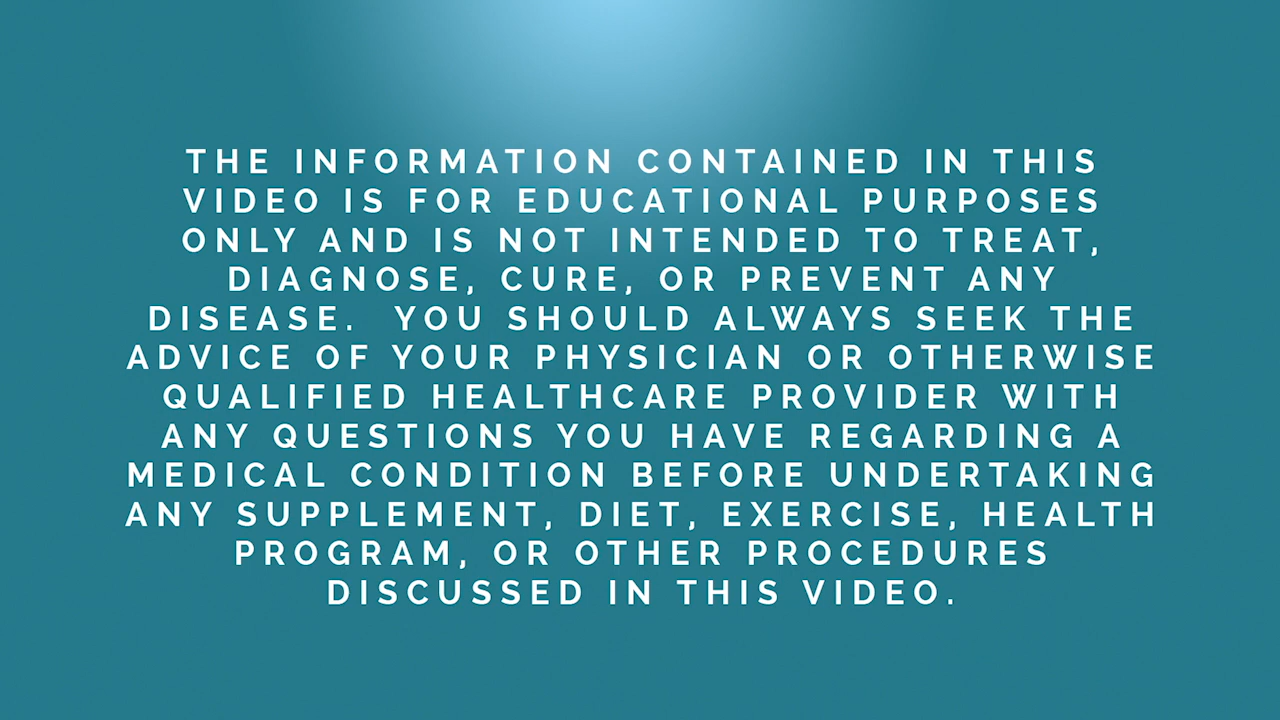 THE INFORMATION CONTAINED IN THIS
VIDEO IS FOR EDUCATIONAL PURPOSES
ONLY AND IS NOT INTENDED TO TREAT,
DIAGNOSE, CURE, OR PREVENT ANY
DISEASE.  YOU SHOULD ALWAYS SEEK THE
ADVICE OF YOUR PHYSICIAN OR OTHERWISE
QUALIFIED HEALTHCARE PROVIDER WITH
ANY QUESTIONS YOU HAVE REGARDING A
MEDICAL CONDITION BEFORE UNDERTAKING
ANY SUPPLEMENT, DIET, EXERCISE, HEALTH
PROGRAM, OR OTHER PROCEDURES
DISCUSSED IN THIS VIDEO.